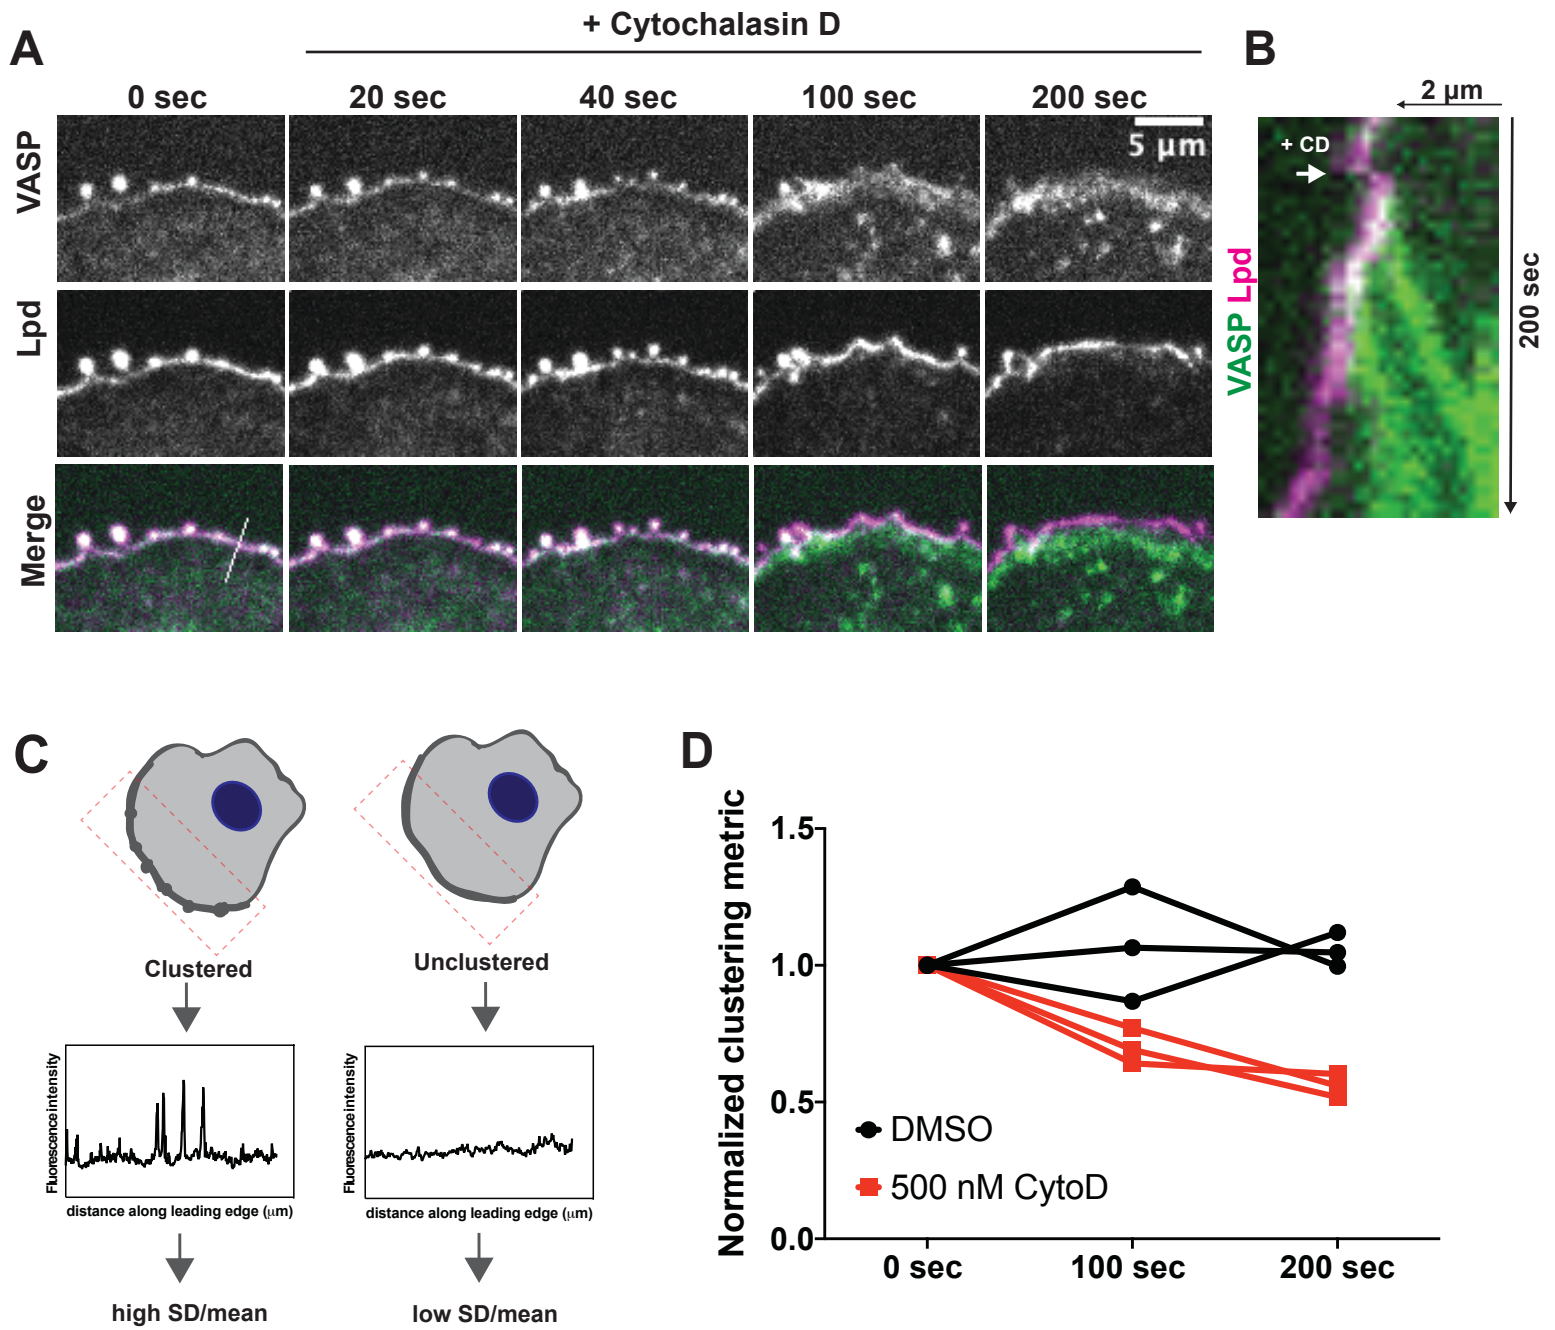 A
+ Cytochalasin D
0 sec
20 sec
40 sec
100 sec
200 sec
VASP
5 µm
Lpd
Merge
B
2 µm
+ CD
VASP Lpd
200 sec
C
Clustered
Unclustered
Fluorescence intensity
distance along leading edge (µm)
Fluorescence intensity
distance along leading edge (µm)
high SD/mean
low SD/mean
D
Normalized clustering metric
1.5
1.0
0.5
0.0
DMSO
500 nM CytoD
0 sec
100 sec
200 sec